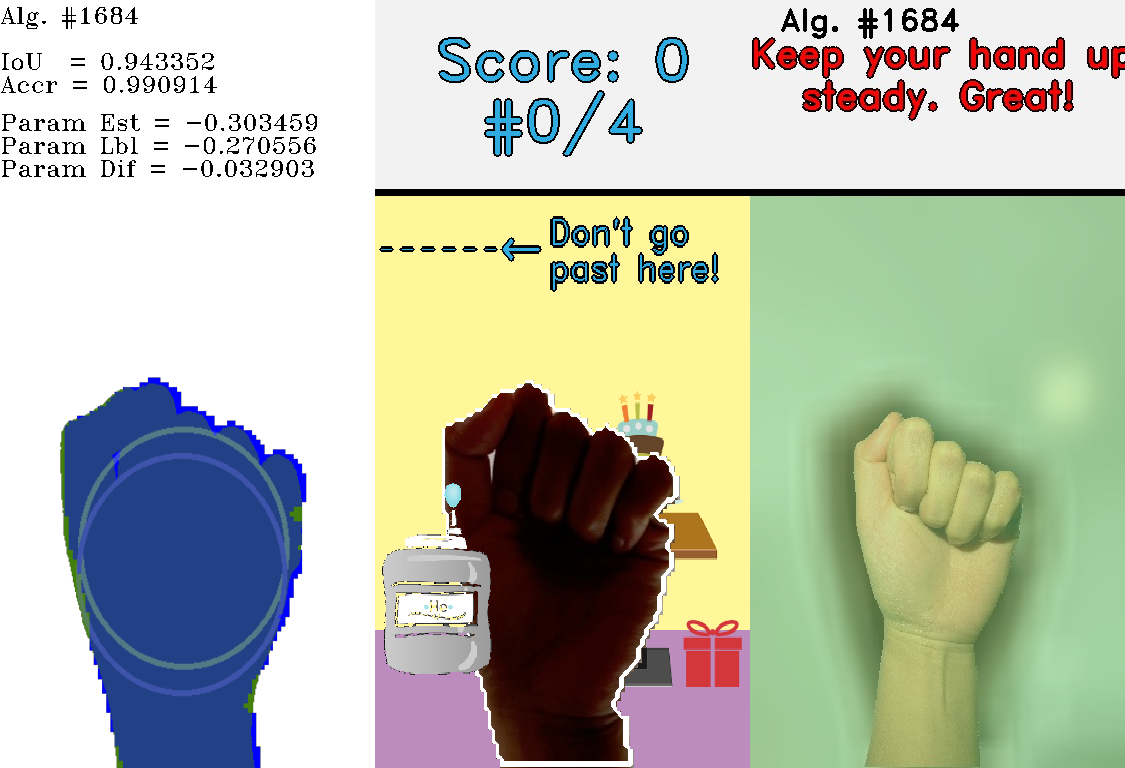 Alg. #1684
IoU = 0.943352
Accr = 0.990914
Param Est = −0.303459
Param Lbl = −0.270556
Param Dif = −0.032903
Score: 0
#0/4
Alg. #1684
Keep your hand up
steady. Great!
Don't go
past here!